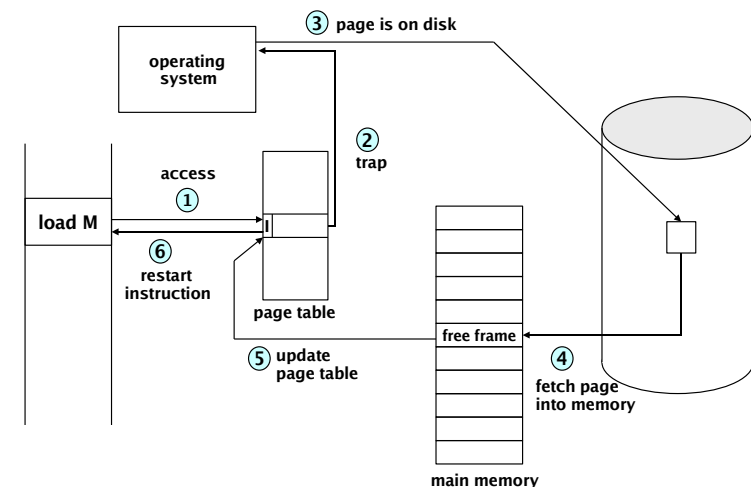 3 page is on disk
operating
system
2
trap
access
1
load M
I
6
restart
instruction
page table
free frame
5 update
page table
4
fetch page
into memory
main memory